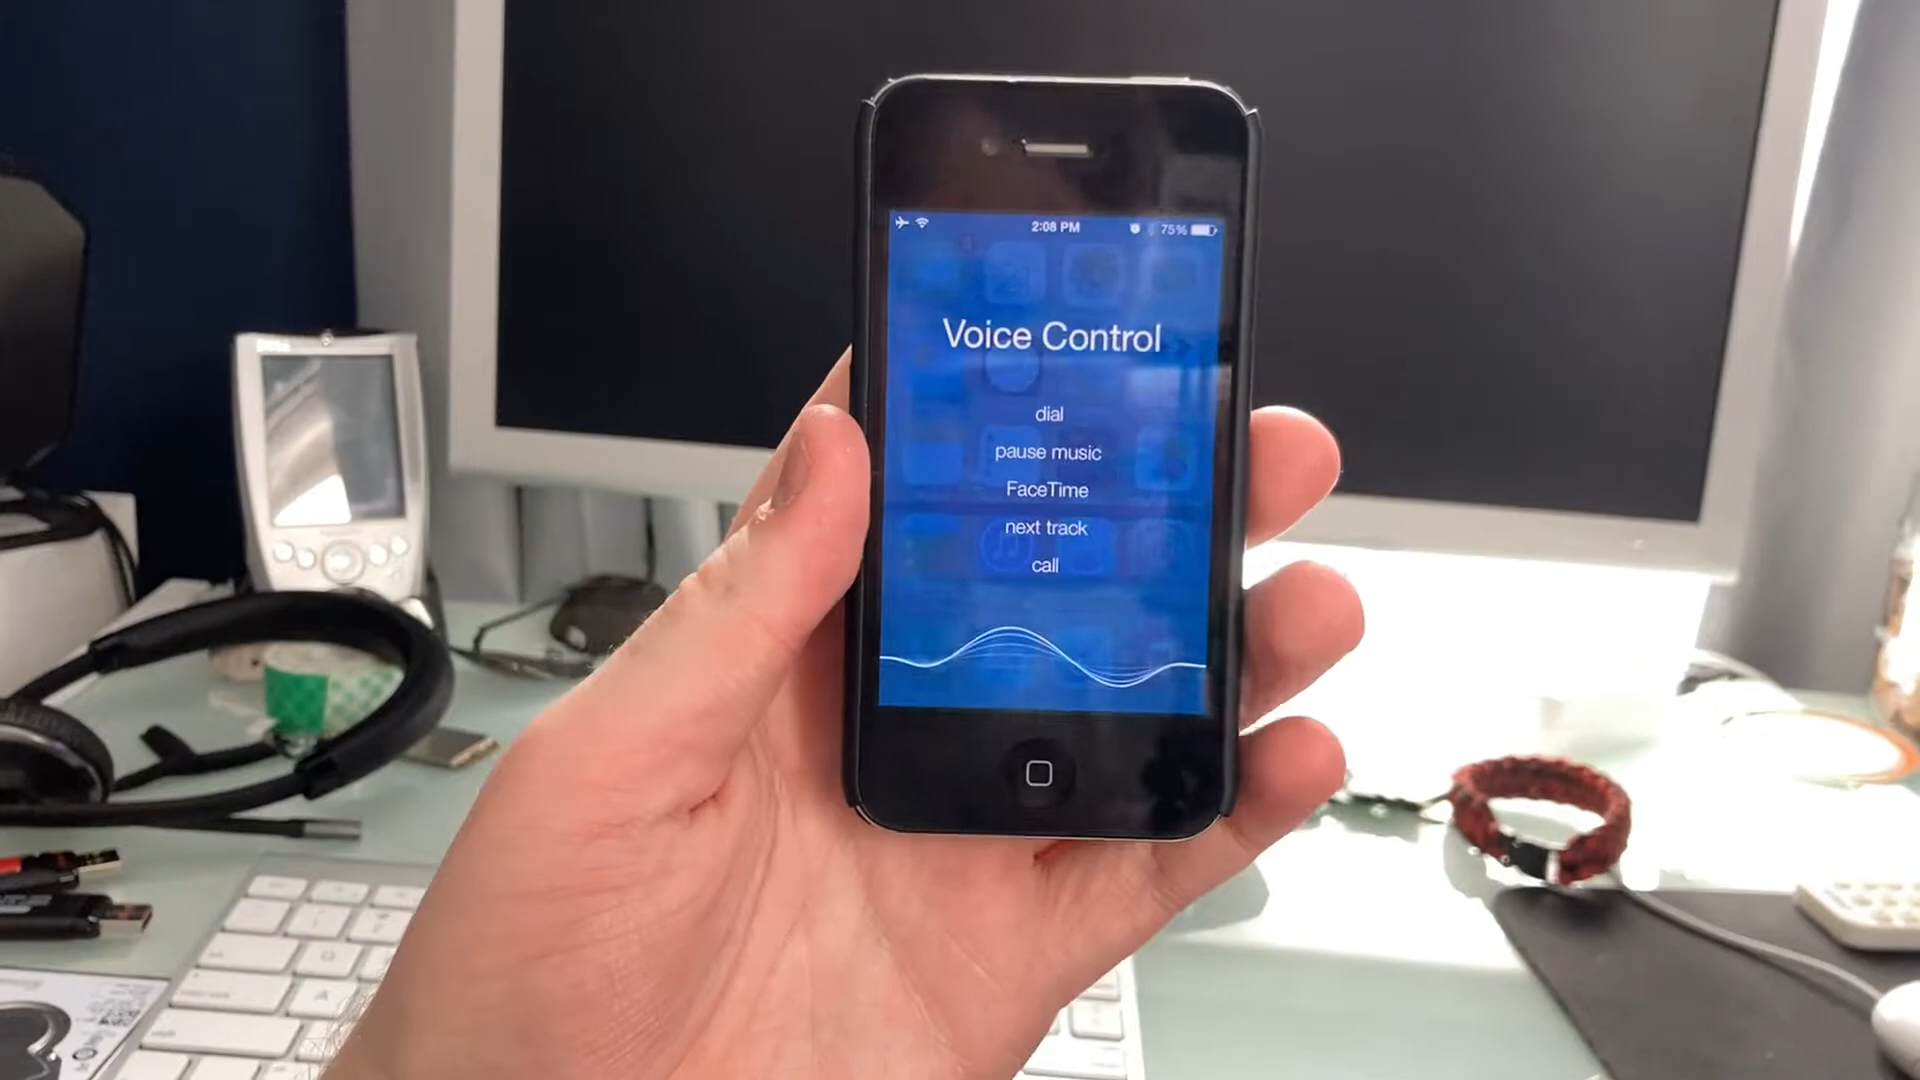 2:08 PM
75%
Voice Control
dial
pause music
FaceTime
next track
call